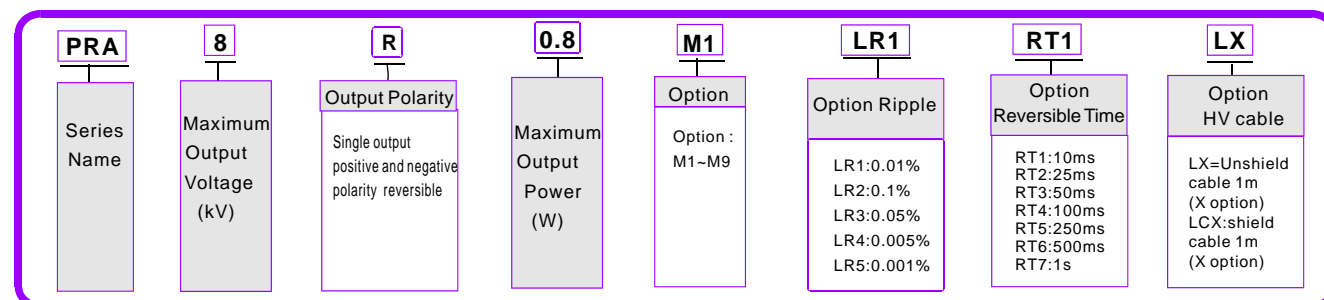 PRA 8 R 0.8 M1 LR1 RT1 LX
Series
Name
Maximum
Output
Voltage
(kV)
Output Polarity
Single output
positive and negative
polarity reversible
Maximum
Output
Power
(W)
Option
Option :
M1~M9
Option Ripple
LR1:0.01%
LR2:0.1%
LR3:0.05%
LR4:0.005%
LR5:0.001%
Option
Reversible Time
RT1:10ms
RT2:25ms
RT3:50ms
RT4:100ms
RT5:250ms
RT6:500ms
RT7:1s
Option
HV cable
LX=Unshield
cable 1m
(X option)
LCX:shield
cable 1m
(X option)